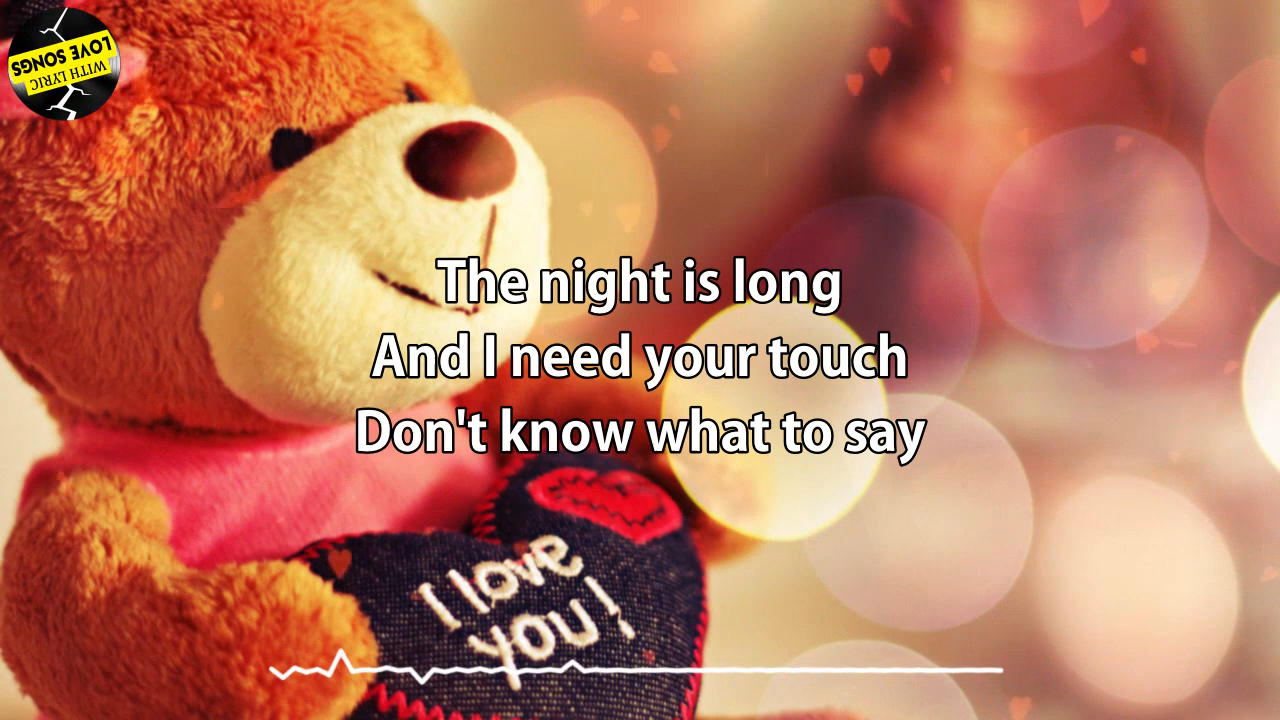 WITH LYRIC
LOVE SONGS
The night is long
And I need your touch
Don't know what to say
I love
you!